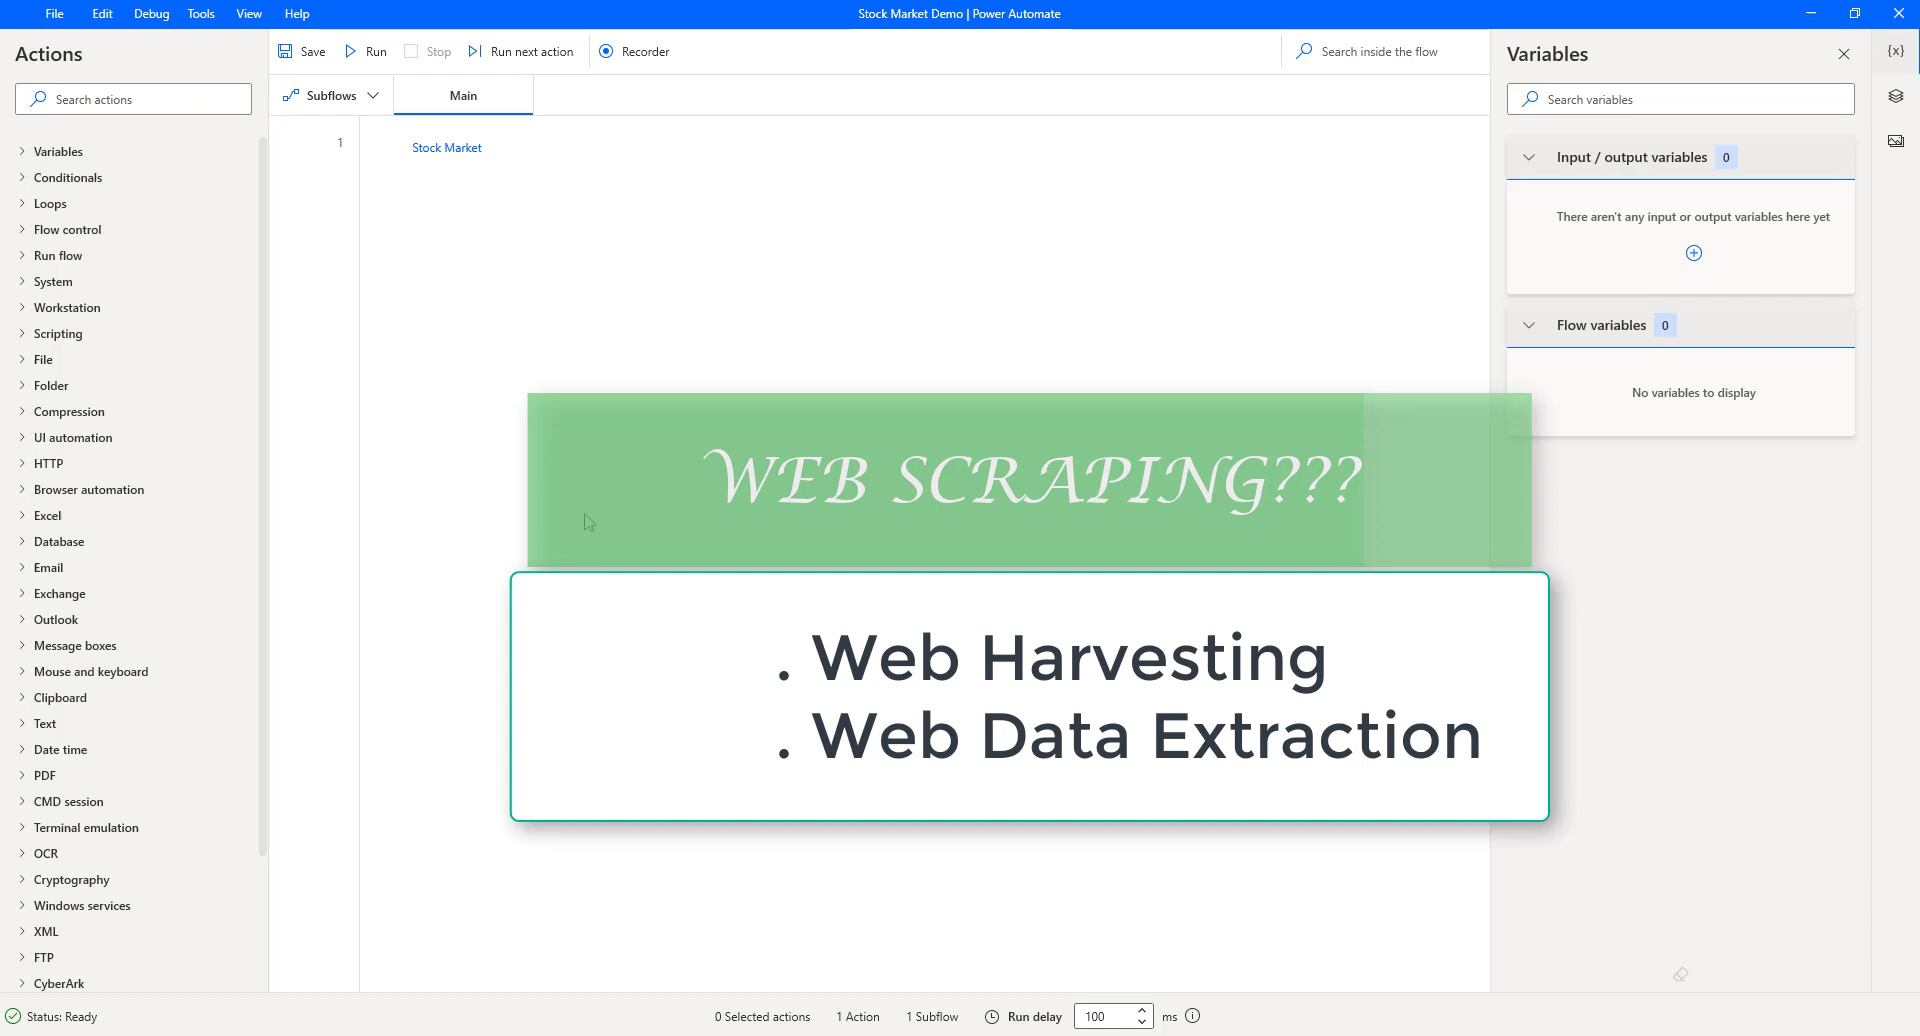 File Edit Debug Tools View Help
Stock Market Demo | Power Automate
Actions
Search actions
Variables
Conditionals
Loops
Flow control
Run flow
System
Workstation
Scripting
File
Folder
Compression
UI automation
HTTP
Browser automation
Excel
Database
Email
Exchange
Outlook
Message boxes
Mouse and keyboard
Clipboard
Text
Date time
PDF
CMD session
Terminal emulation
OCR
Cryptography
Windows services
XML
FTP
CyberArk
Save Run Stop Run next action Recorder
Search inside the flow
Subflows Main
1 Stock Market
WEB SCRAPING???
. Web Harvesting
. Web Data Extraction
Variables
{x}
Search variables
Input / output variables 0
There aren't any input or output variables here yet
Flow variables 0
No variables to display
Status: Ready
0 Selected actions 1 Action 1 Subflow Run delay 100 ms